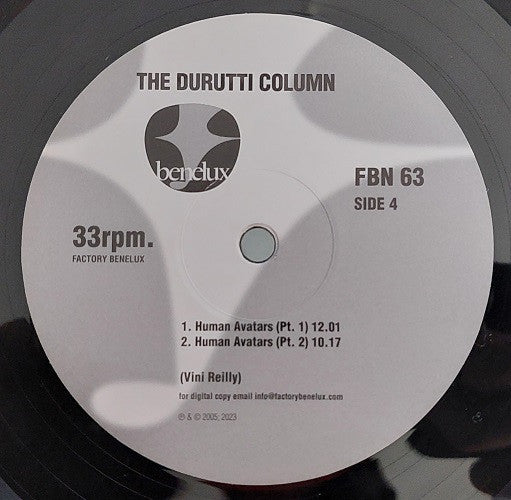 THE DURUTTI COLUMN
benelux
FBN 63
SIDE 4
33rpm.
FACTORY BENELUX
1. Human Avatars (Pt. 1) 12.01
2. Human Avatars (Pt. 2) 10.17
(Vini Reilly)
for digital copy email info@factorybenelux.com
℗ & © 2005; 2023